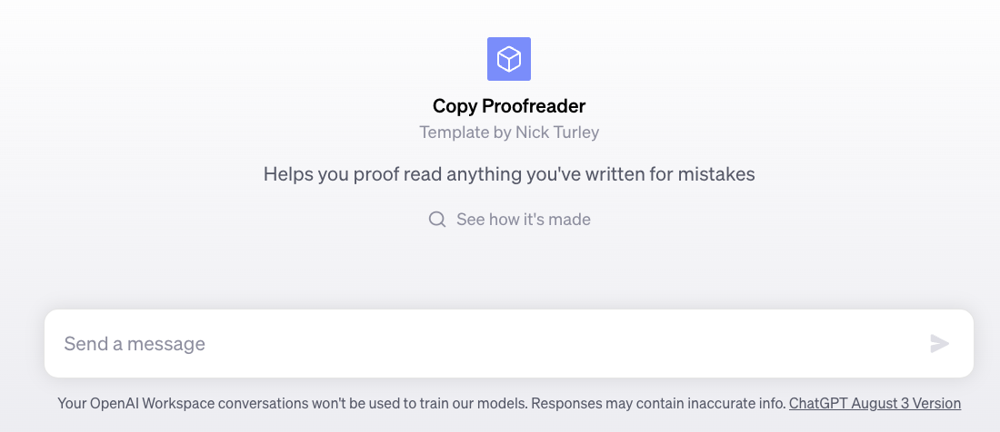 Copy Proofreader
Template by Nick Turley
Helps you proof read anything you've written for mistakes
See how it's made
Send a message
Your OpenAI Workspace conversations won't be used to train our models. Responses may contain inaccurate info. ChatGPT August 3 Version